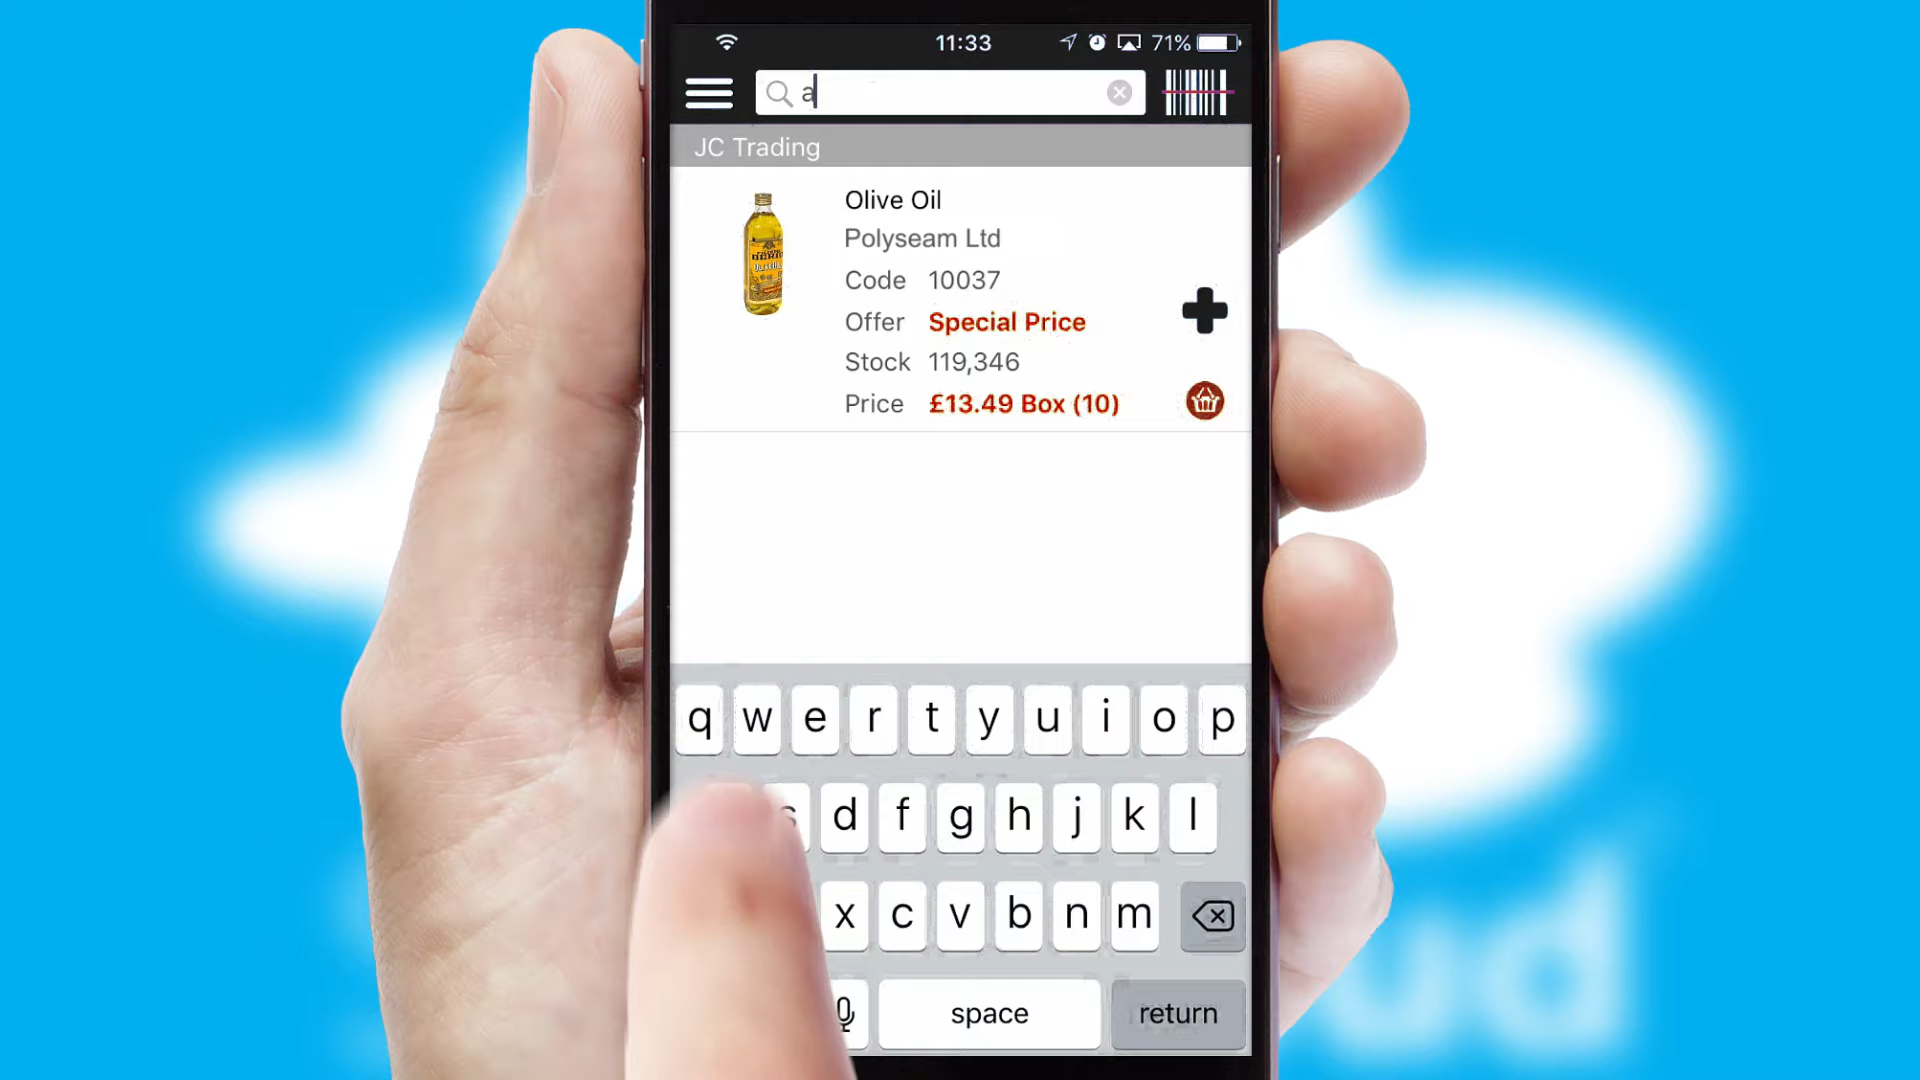 11:33
71%
a
JC Trading
Olive Oil
Polyseam Ltd
Code 10037
Offer Special Price
Stock 119,346
Price £13.49 Box (10)
q w e r t y u i o p
s d f g h j k l
x c v b n m
space return
ud